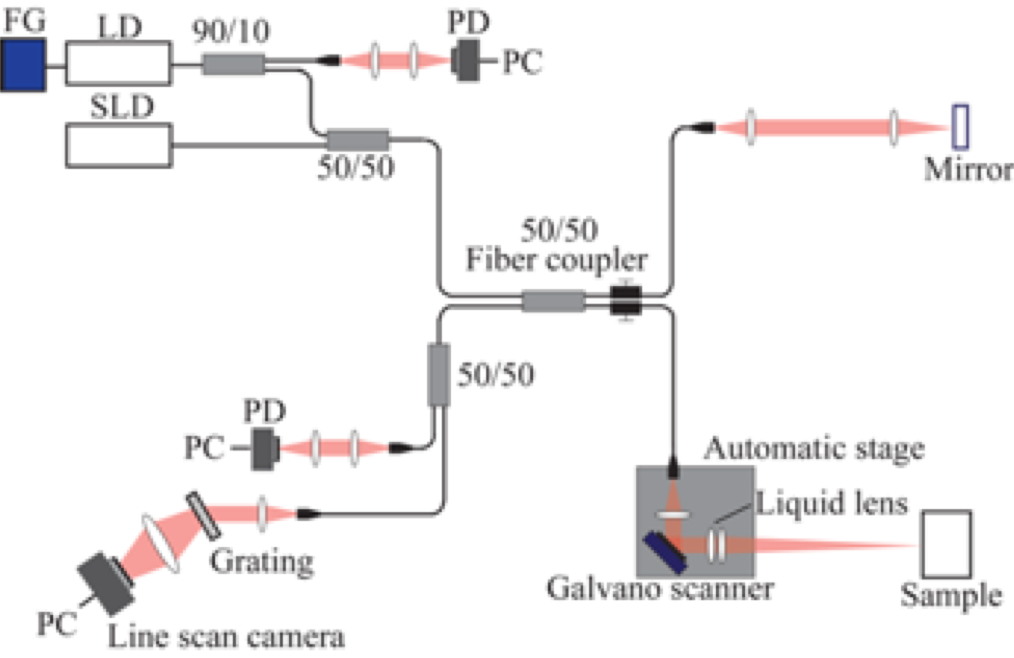 FG
LD
90/10
PD
PC
SLD
50/50
Mirror
50/50
Fiber coupler
50/50
PD
PC
Automatic stage
Liquid lens
Grating
Galvano scanner
Sample
PC
Line scan camera